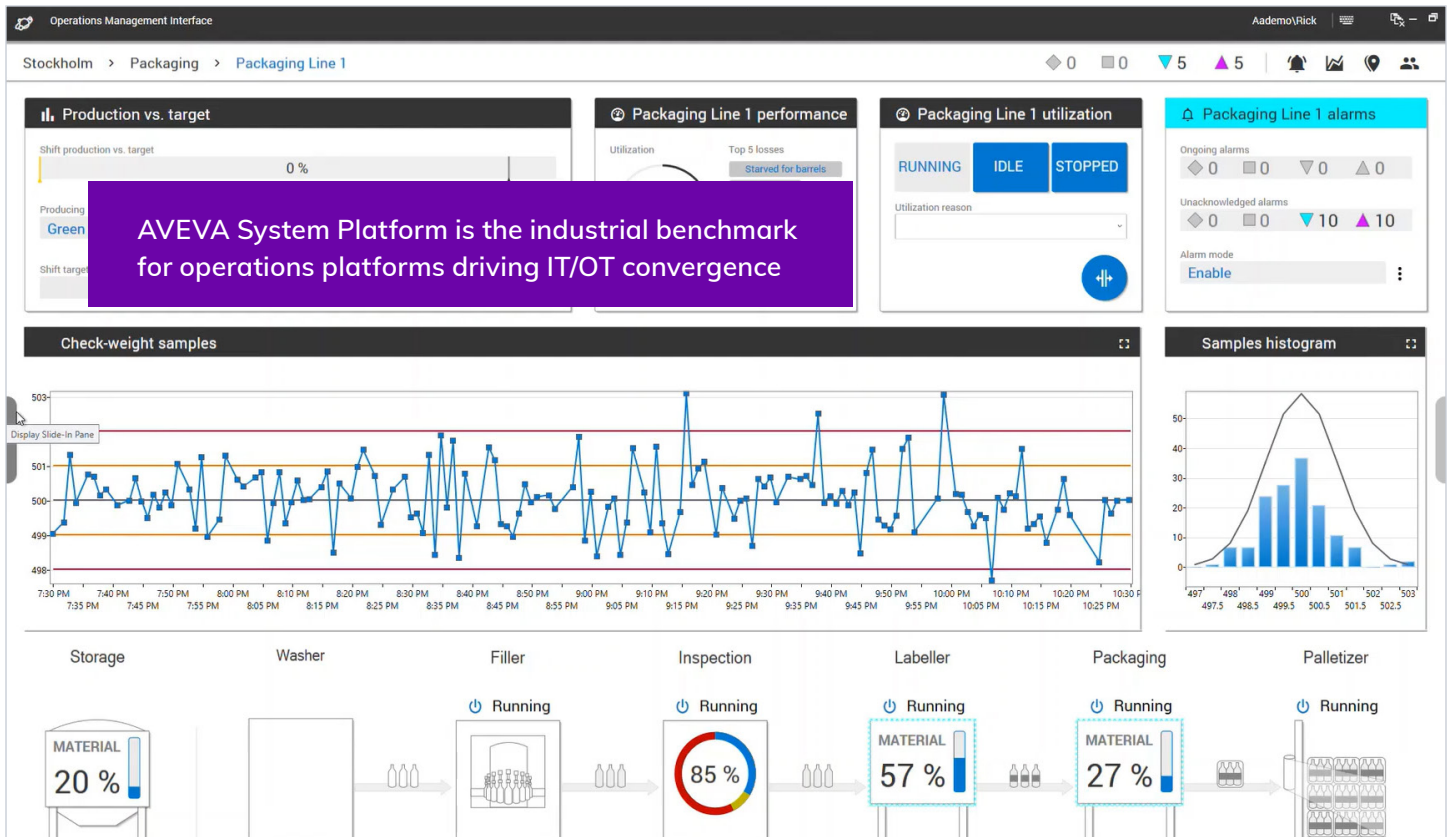 Operations Management Interface
Aademo\Rick
Stockholm > Packaging > Packaging Line 1
0 0 5 5
Production vs. target
Shift production vs. target
0 %
Producing
Green
Shift target
Packaging Line 1 performance
Utilization
Top 5 losses
Starved for barrels
Packaging Line 1 utilization
RUNNING IDLE STOPPED
Utilization reason
Packaging Line 1 alarms
Ongoing alarms
0 0 0 0
Unacknowledged alarms
0 0 10 10
Alarm mode
Enable
AVEVA System Platform is the industrial benchmark
for operations platforms driving IT/OT convergence
Check-weight samples
503
501
500
499
498
7:30 PM 7:40 PM 7:50 PM 8:00 PM 8:10 PM 8:20 PM 8:30 PM 8:40 PM 8:50 PM 9:00 PM 9:10 PM 9:20 PM 9:30 PM 9:40 PM 9:50 PM 10:00 PM 10:10 PM 10:20 PM 10:30 P
7:35 PM 7:45 PM 7:55 PM 8:05 PM 8:15 PM 8:25 PM 8:35 PM 8:45 PM 8:55 PM 9:05 PM 9:15 PM 9:25 PM 9:35 PM 9:45 PM 9:55 PM 10:05 PM 10:15 PM 10:25 PM
Display Slide-In Pane
Samples histogram
50
40
30
20
10
0
497 498 499 500 501 502 503
497.5 498.5 499.5 500.5 501.5 502.5
Storage
Washer
Filler
Inspection
Labeller
Packaging
Palletizer
Running
Running
Running
Running
Running
MATERIAL
20 %
85 %
MATERIAL
57 %
MATERIAL
27 %